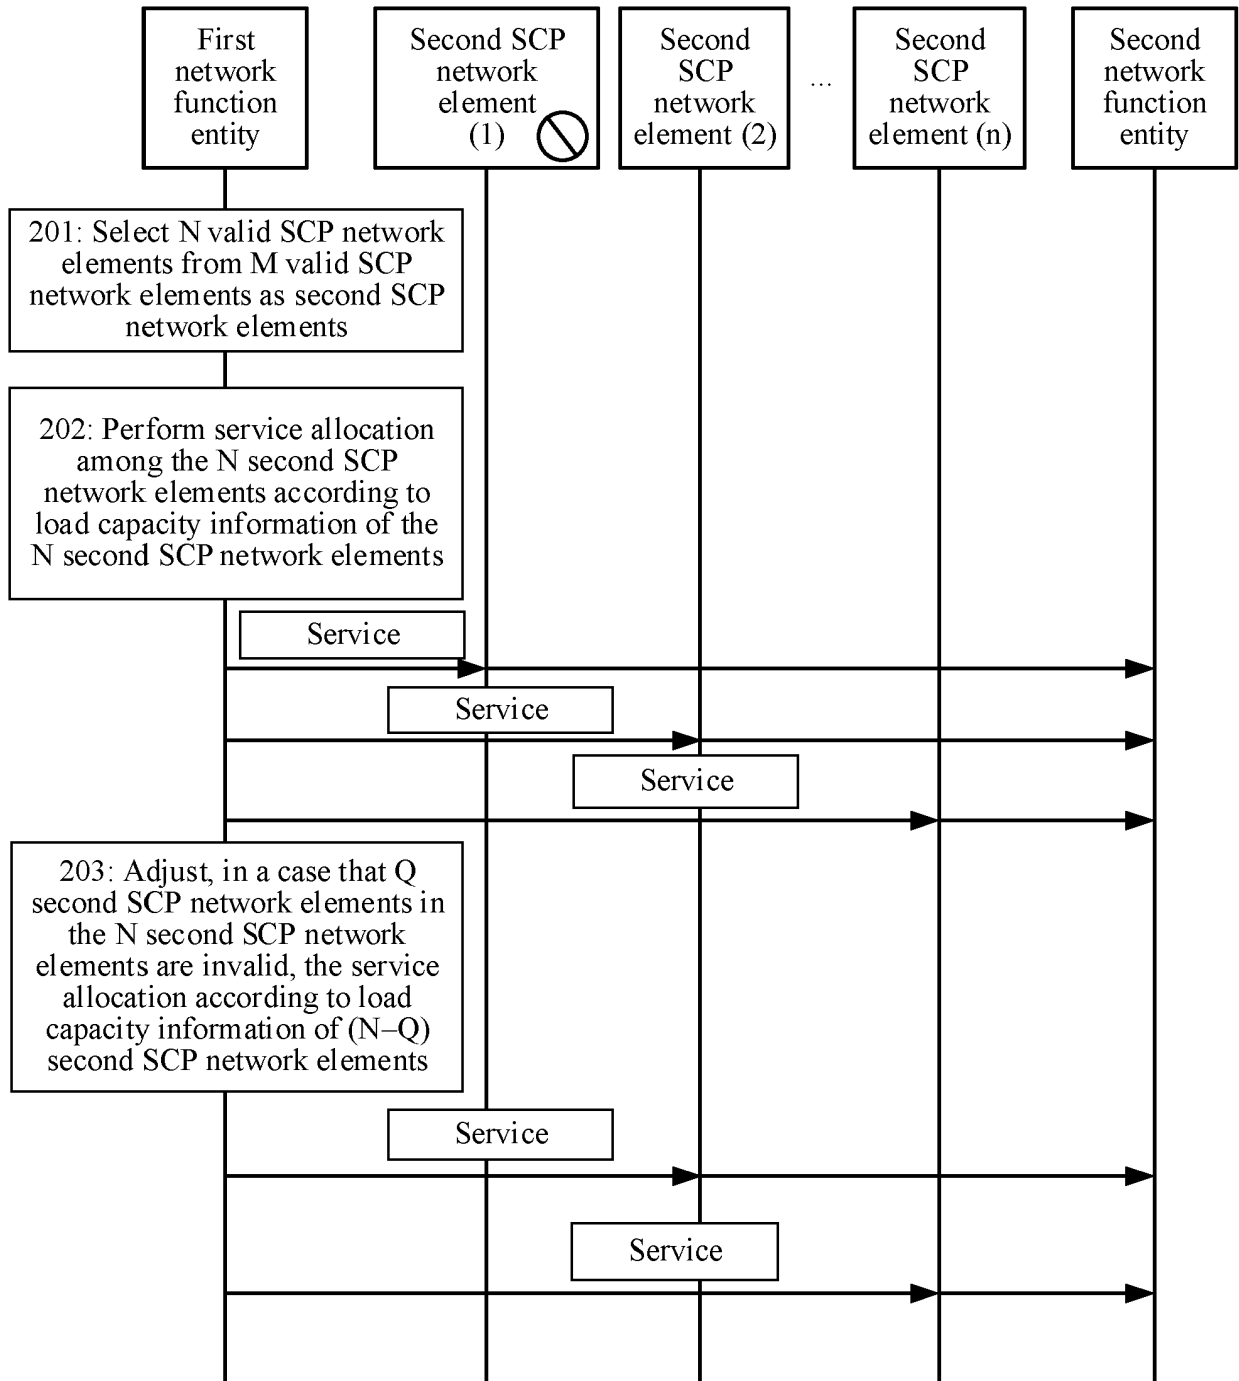 First
network
function
entity
Second SCP
network
element
(1)
Second
SCP
network
element (2)
...
Second
SCP
network
element (n)
Second
network
function
entity
201: Select N valid SCP network
elements from M valid SCP
network elements as second SCP
network elements
202: Perform service allocation
among the N second SCP
network elements according to
load capacity information of the
N second SCP network elements
Service
Service
Service
203: Adjust, in a case that Q
second SCP network elements in
the N second SCP network
elements are invalid, the service
allocation according to load
capacity information of (N–Q)
second SCP network elements
Service
Service